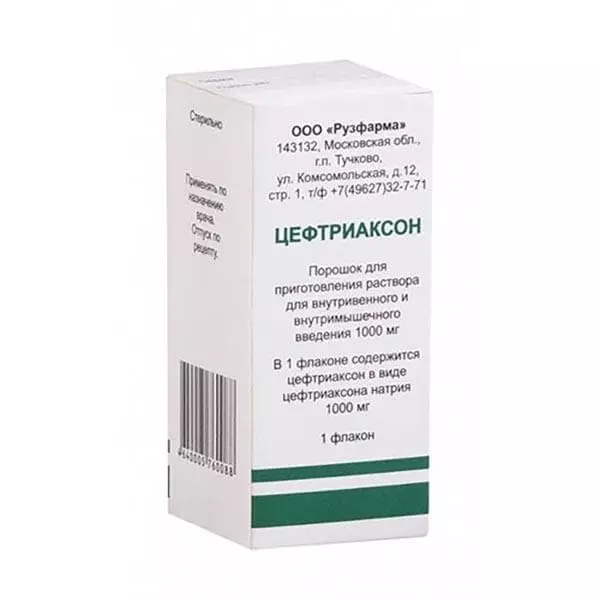 Стерильно
Применять по
назначению
врача.
Отпуск по
рецепту.
4640005760088
ООО «Рузфарма»
143132, Московская обл.,
г.п. Тучково,
ул. Комсомольская, д.12,
стр. 1, т/ф +7(49627)32-7-71
ЦЕФТРИАКСОН
Порошок для
приготовления раствора
для внутривенного и
внутримышечного
введения 1000 мг
В 1 флаконе содержится
цефтриаксон в виде
цефтриаксона натрия
1000 мг
1 флакон